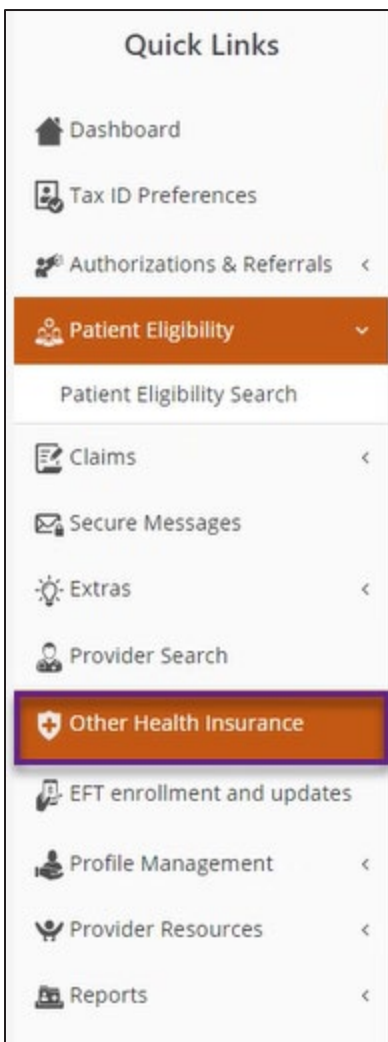 Quick Links
Dashboard
Tax ID Preferences
Authorizations & Referrals
Patient Eligibility
Patient Eligibility Search
Claims
Secure Messages
Extras
Provider Search
Other Health Insurance
EFT enrollment and updates
Profile Management
Provider Resources
Reports